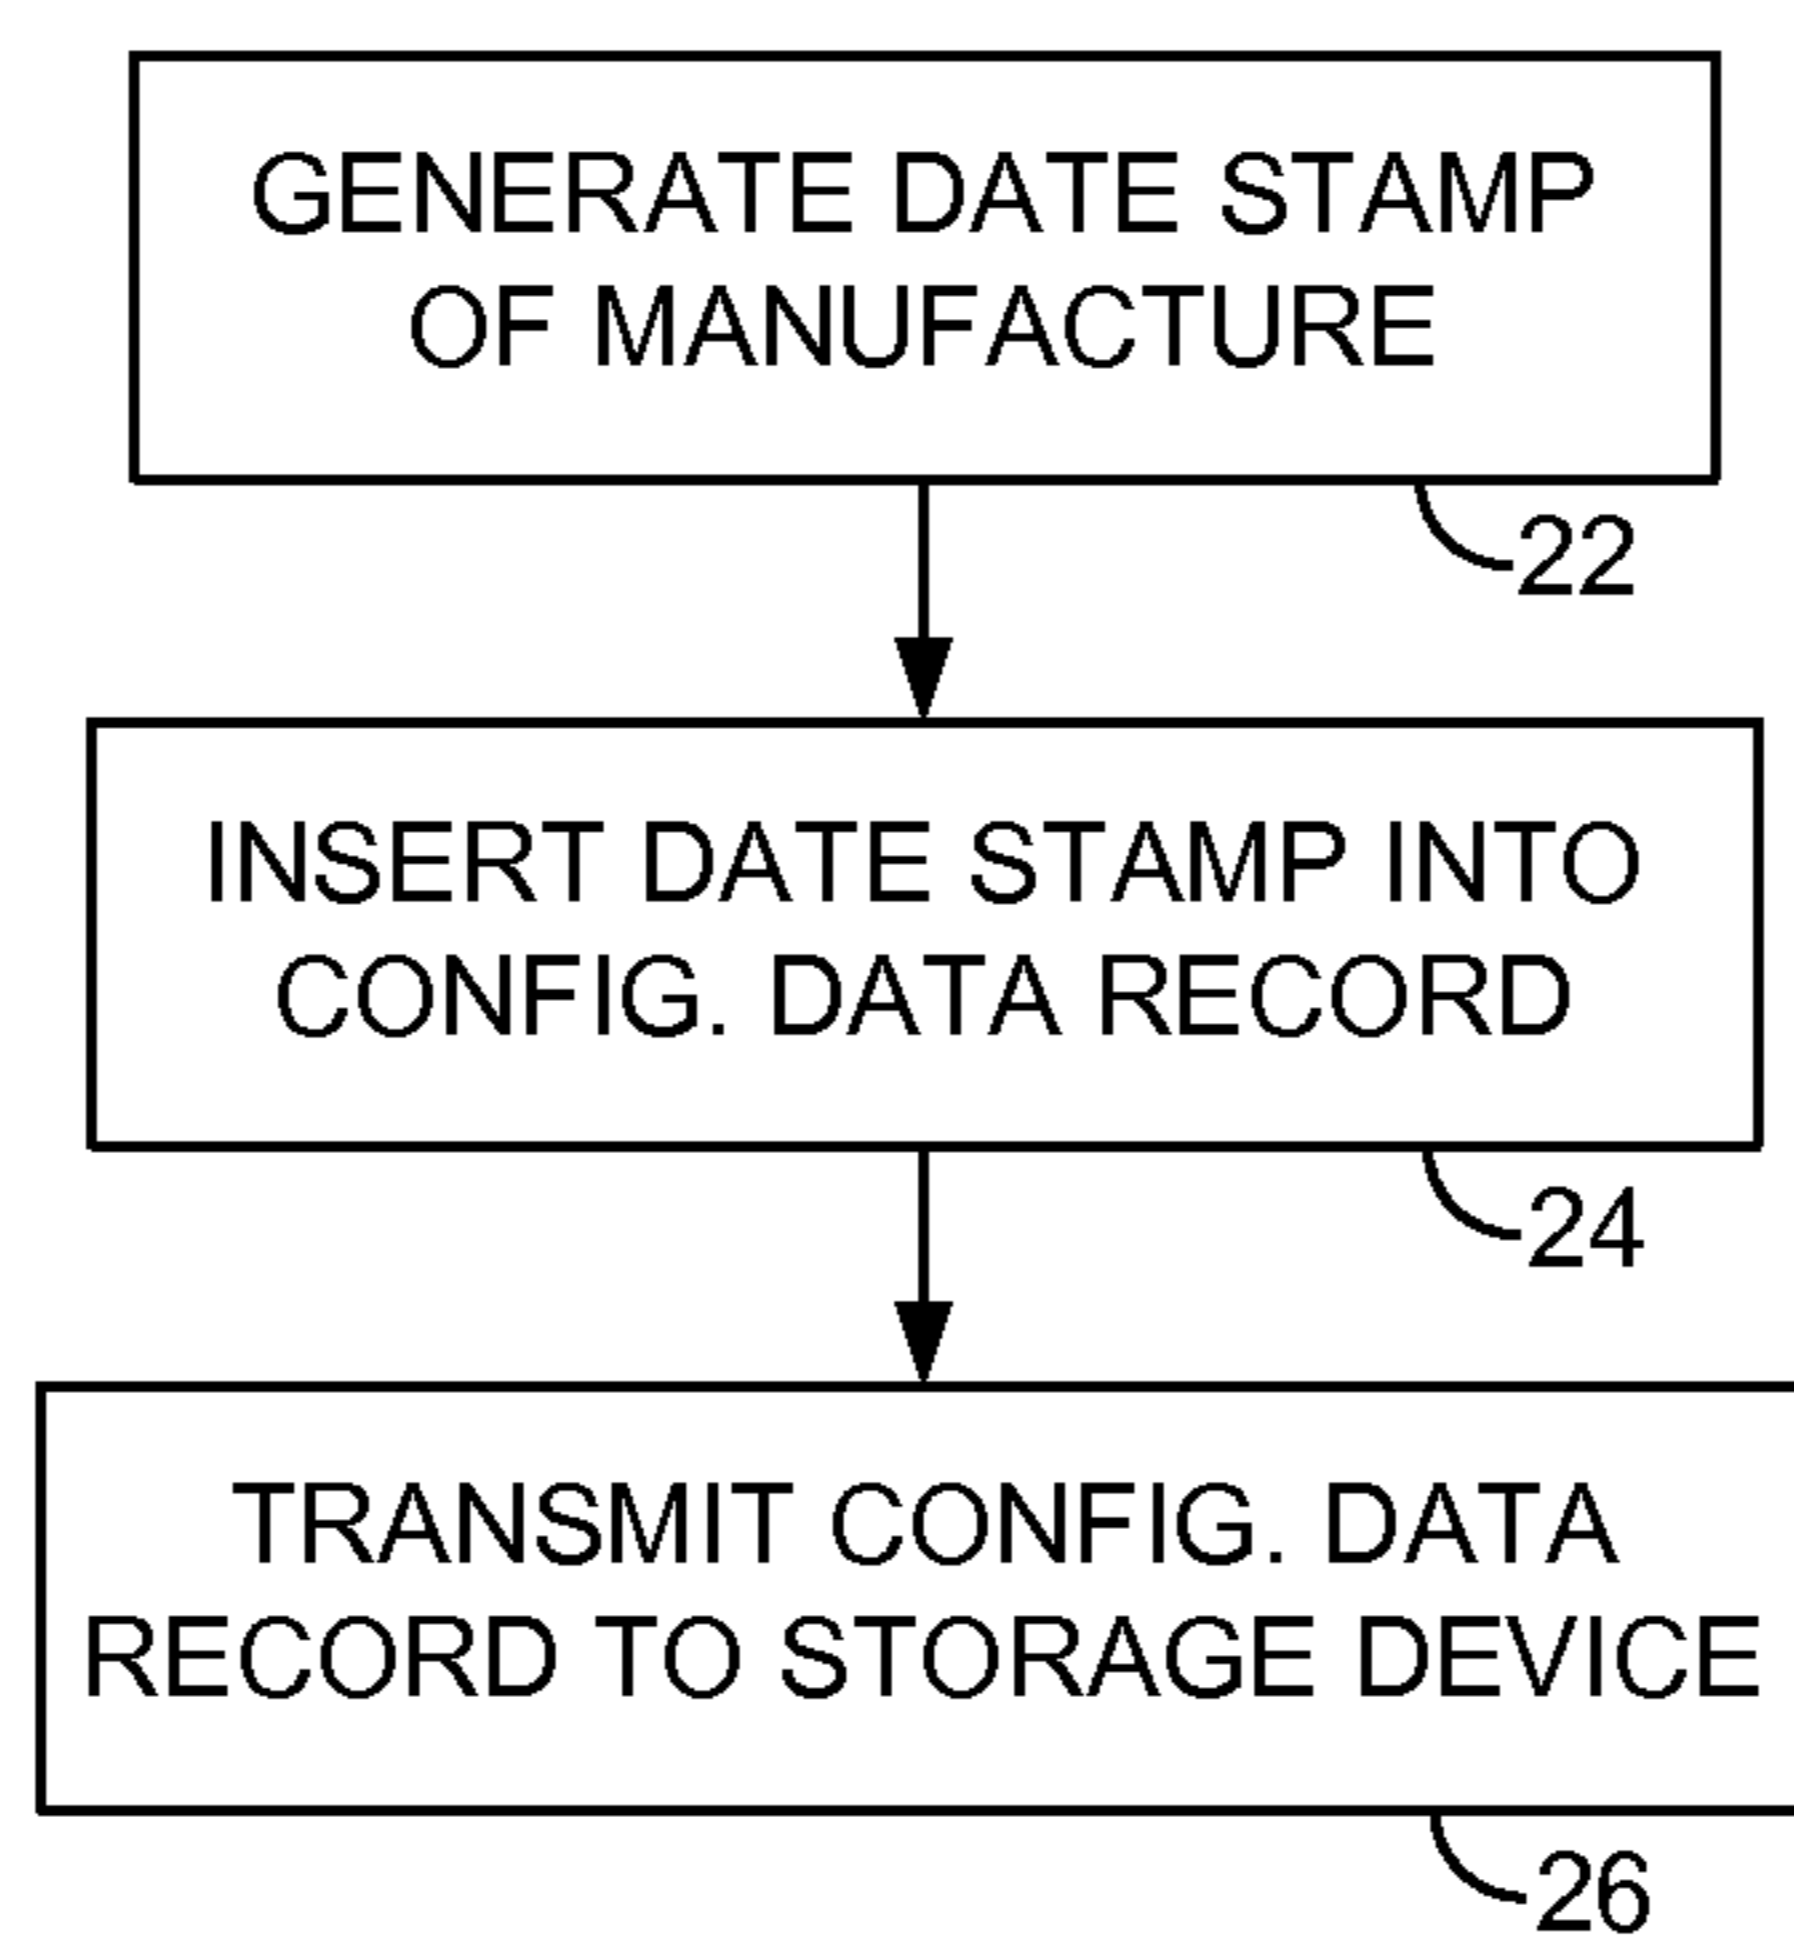 GENERATE DATE STAMP
OF MANUFACTURE
22
INSERT DATE STAMP INTO
CONFIG. DATA RECORD
24
TRANSMIT CONFIG. DATA
RECORD TO STORAGE DEVICE
26